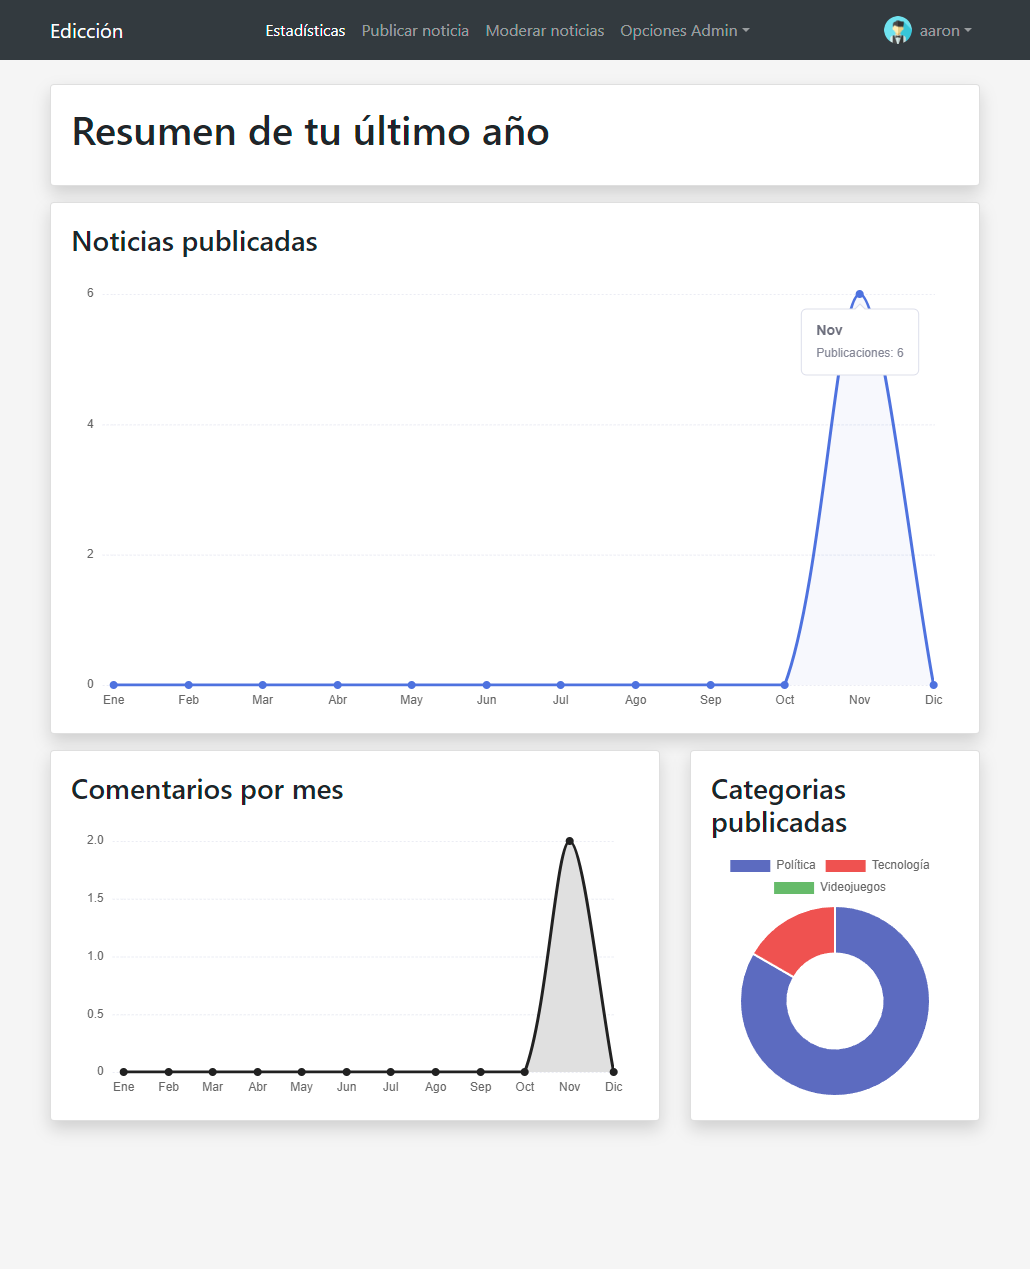 Edicción Estadísticas Publicar noticia Moderar noticias Opciones Admin aaron
Resumen de tu último año
Noticias publicadas
6
Nov
Publicaciones: 6
4
2
0
Ene Feb Mar Abr May Jun Jul Ago Sep Oct Nov Dic
Comentarios por mes
2.0
1.5
1.0
0.5
0
Ene Feb Mar Abr May Jun Jul Ago Sep Oct Nov Dic
Categorias
publicadas
Política Tecnología
Videojuegos